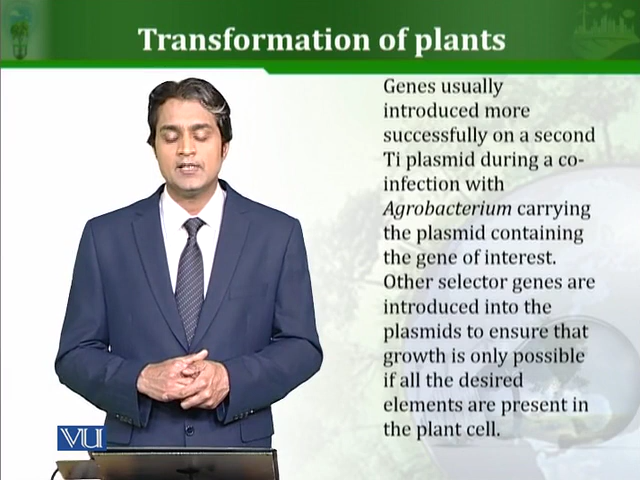 Transformation of plants
Genes usually
introduced more
successfully on a second
Ti plasmid during a co-
infection with
Agrobacterium carrying
the plasmid containing
the gene of interest.
Other selector genes are
introduced into the
plasmids to ensure that
growth is only possible
if all the desired
elements are present in
the plant cell.
VU